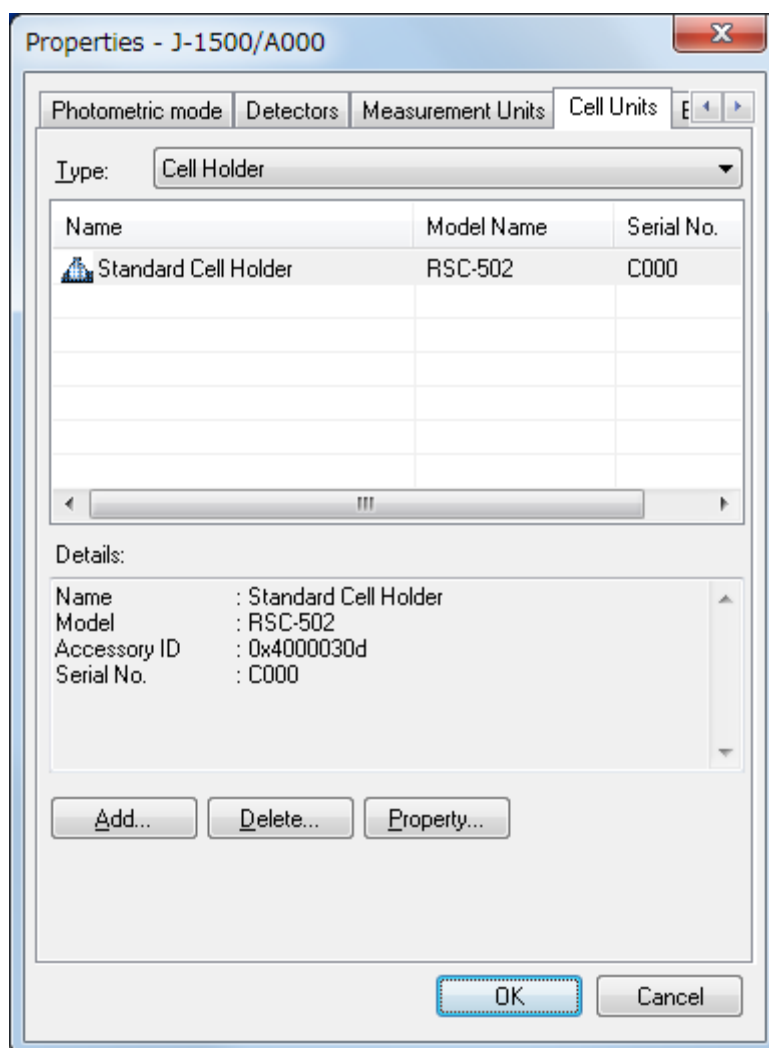 Properties - J-1500/A000
Photometric mode Detectors Measurement Units Cell Units
Type: Cell Holder
Name Model Name Serial No.
Standard Cell Holder RSC-502 C000
Details:
Name : Standard Cell Holder
Model : RSC-502
Accessory ID : 0x4000030d
Serial No. : C000
Add... Delete... Property...
OK Cancel